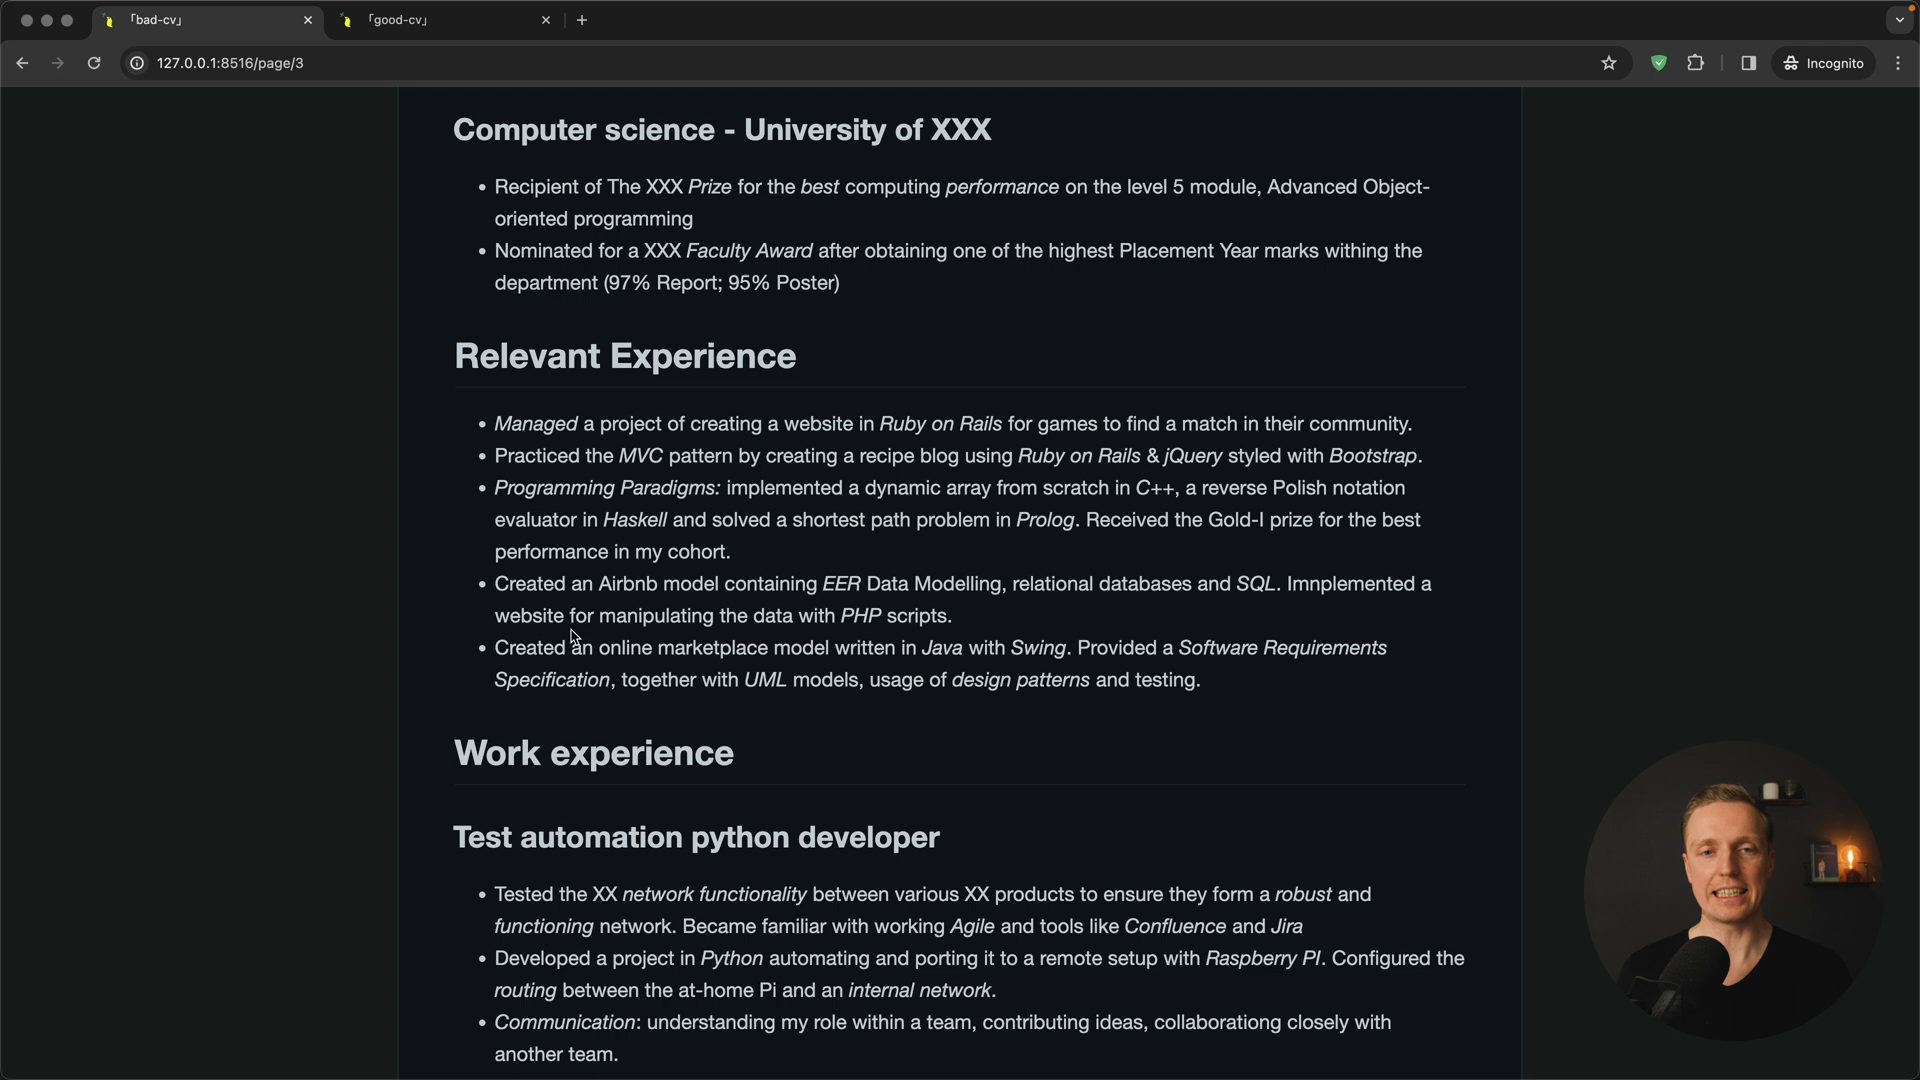 「bad-cv」
「good-cv」
127.0.0.1:8516/page/3
Incognito
Computer science - University of XXX
• Recipient of The XXX Prize for the best computing performance on the level 5 module, Advanced Object-
oriented programming
• Nominated for a XXX Faculty Award after obtaining one of the highest Placement Year marks withing the
department (97% Report; 95% Poster)
Relevant Experience
• Managed a project of creating a website in Ruby on Rails for games to find a match in their community.
• Practiced the MVC pattern by creating a recipe blog using Ruby on Rails & jQuery styled with Bootstrap.
• Programming Paradigms: implemented a dynamic array from scratch in C++, a reverse Polish notation
evaluator in Haskell and solved a shortest path problem in Prolog. Received the Gold-I prize for the best
performance in my cohort.
• Created an Airbnb model containing EER Data Modelling, relational databases and SQL. Imnplemented a
website for manipulating the data with PHP scripts.
• Created an online marketplace model written in Java with Swing. Provided a Software Requirements
Specification, together with UML models, usage of design patterns and testing.
Work experience
Test automation python developer
• Tested the XX network functionality between various XX products to ensure they form a robust and
functioning network. Became familiar with working Agile and tools like Confluence and Jira
• Developed a project in Python automating and porting it to a remote setup with Raspberry PI. Configured the
routing between the at-home Pi and an internal network.
• Communication: understanding my role within a team, contributing ideas, collaborationg closely with
another team.